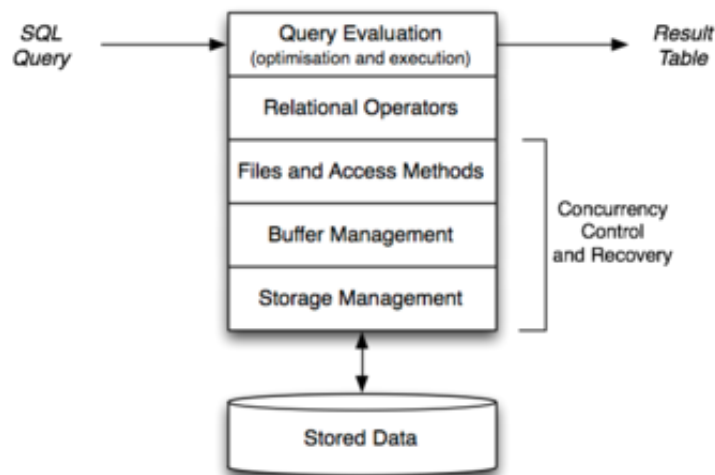 SQL
Query
Query Evaluation
(optimisation and execution)
Result
Table
Relational Operators
Files and Access Methods
Buffer Management
Storage Management
Concurrency
Control
and Recovery
Stored Data